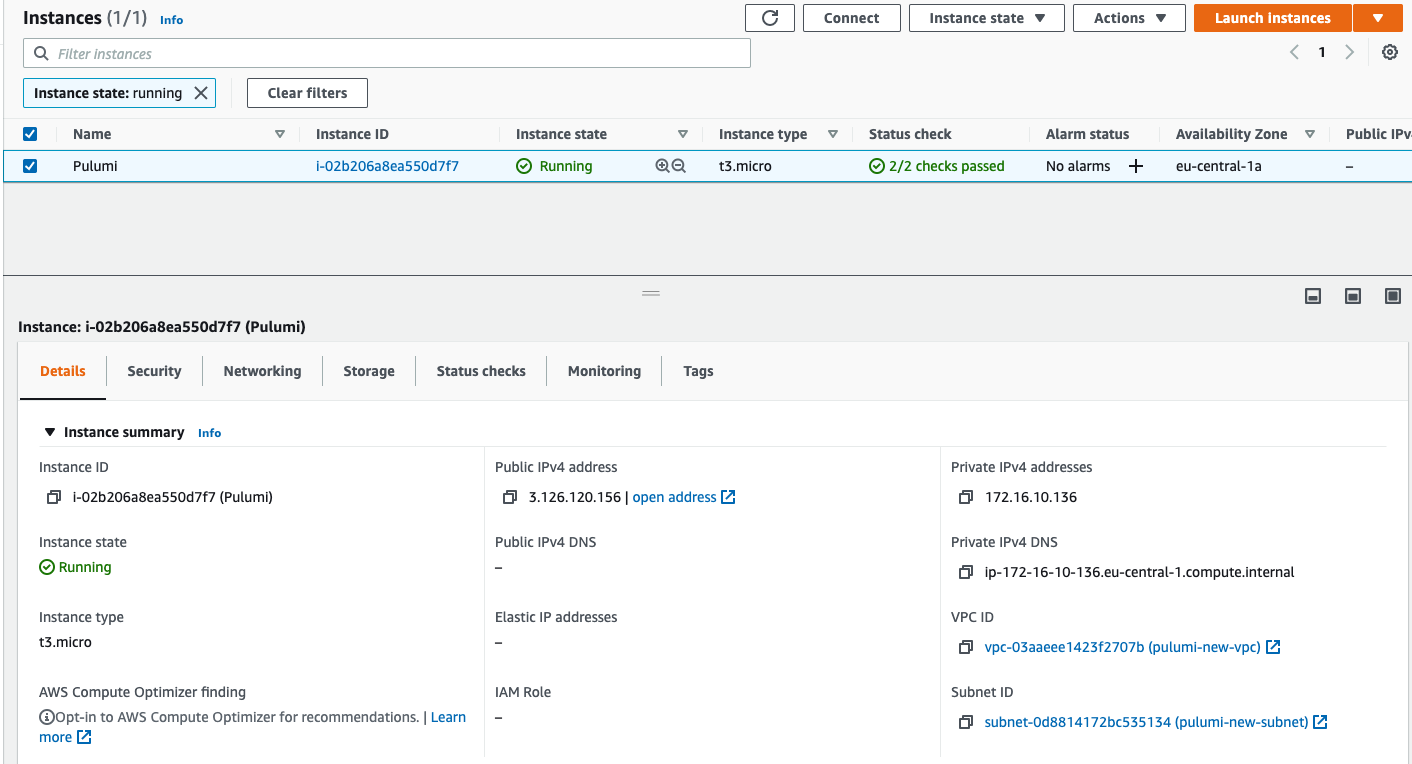 Instances (1/1) Info Connect Instance state Actions Launch instances
Filter instances 1
Instance state: running Clear filters
Name Instance ID Instance state Instance type Status check Alarm status Availability Zone Public IPv4
Pulumi i-02b206a8ea550d7f7 Running t3.micro 2/2 checks passed No alarms + eu-central-1a –
Instance: i-02b206a8ea550d7f7 (Pulumi)
Details Security Networking Storage Status checks Monitoring Tags
Instance summary Info
Instance ID Public IPv4 address Private IPv4 addresses
i-02b206a8ea550d7f7 (Pulumi) 3.126.120.156 | open address 172.16.10.136
Instance state Public IPv4 DNS Private IPv4 DNS
Running – ip-172-16-10-136.eu-central-1.compute.internal
Instance type Elastic IP addresses VPC ID
t3.micro – vpc-03aaeee1423f2707b (pulumi-new-vpc)
AWS Compute Optimizer finding IAM Role Subnet ID
Opt-in to AWS Compute Optimizer for recommendations. | Learn – subnet-0d8814172bc535134 (pulumi-new-subnet)
more